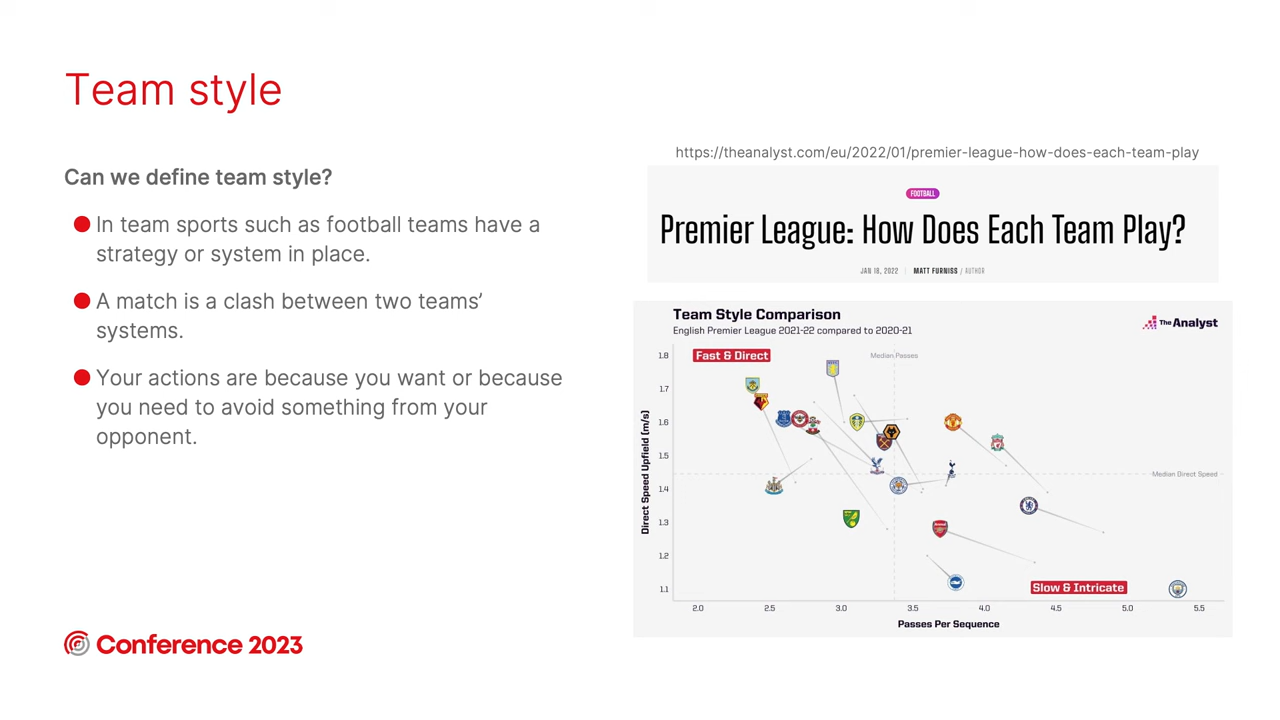 Team style
Can we define team style?
In team sports such as football teams have a
strategy or system in place.
A match is a clash between two teams’
systems.
Your actions are because you want or because
you need to avoid something from your
opponent.
Conference 2023
https://theanalyst.com/eu/2022/01/premier-league-how-does-each-team-play
FOOTBALL
Premier League: How Does Each Team Play?
JAN 18, 2022 | MATT FURNISS / AUTHOR
Team Style Comparison
English Premier League 2021-22 compared to 2020-21
The Analyst
Fast & Direct
Median Passes
Median Direct Speed
Slow & Intricate
Direct Speed Upfield (m/s)
1.8
1.7
1.6
1.5
1.4
1.3
1.2
1.1
2.0 2.5 3.0 3.5 4.0 4.5 5.0 5.5
Passes Per Sequence